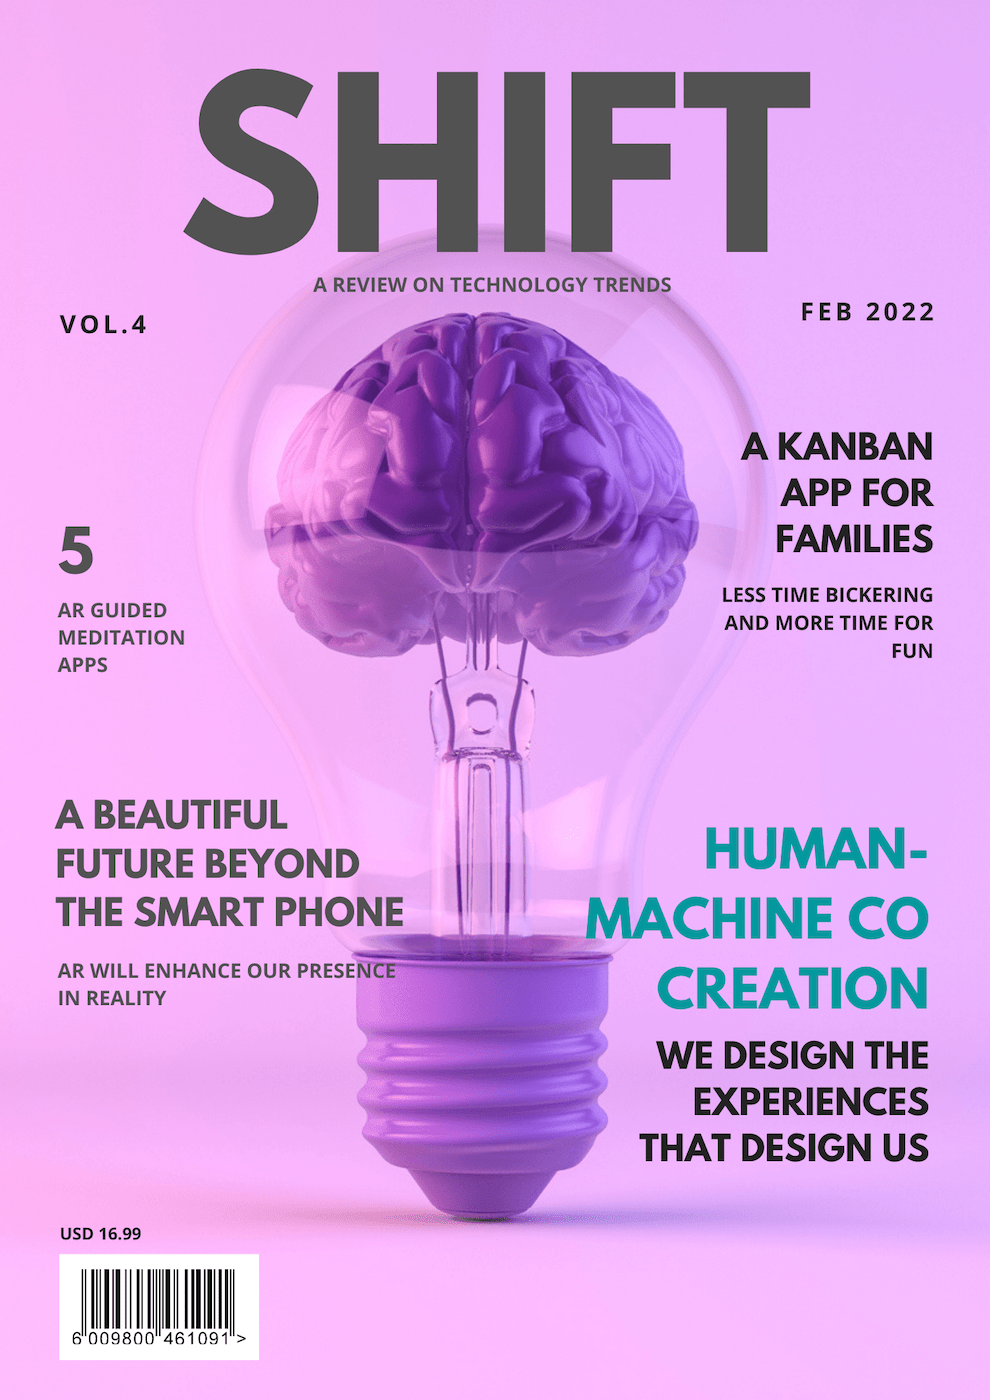 SHIFT
A REVIEW ON TECHNOLOGY TRENDS
VOL.4
FEB 2022
A KANBAN
APP FOR
FAMILIES
LESS TIME BICKERING
AND MORE TIME FOR
FUN
5
AR GUIDED
MEDITATION
APPS
A BEAUTIFUL
FUTURE BEYOND
THE SMART PHONE
AR WILL ENHANCE OUR PRESENCE
IN REALITY
HUMAN-
MACHINE CO
CREATION
WE DESIGN THE
EXPERIENCES
THAT DESIGN US
USD 16.99
6 009800 461091 >